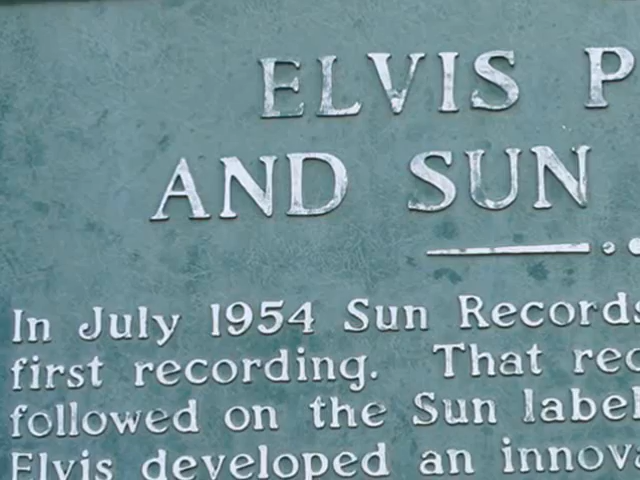 ELVIS P
AND SUN
In July 1954 Sun Records
first recording. That rec
followed on the Sun label
Elvis developed an innova